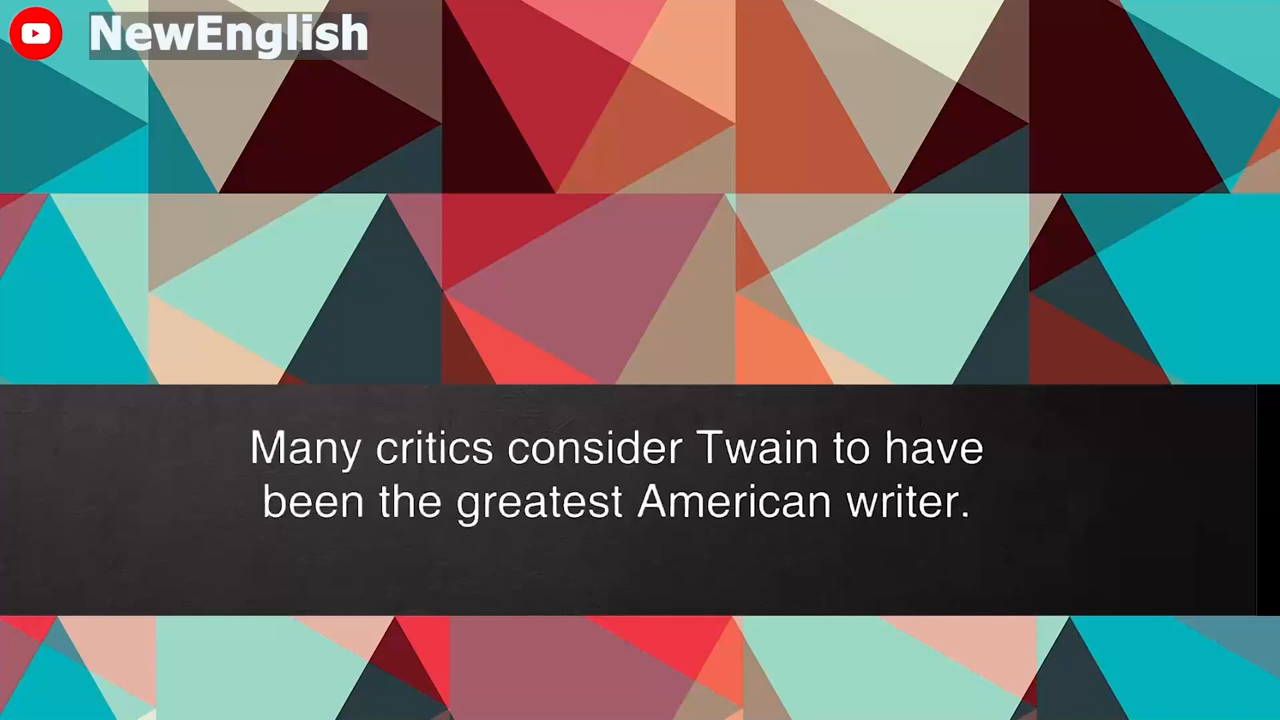 NewEnglish
Many critics consider Twain to have
been the greatest American writer.